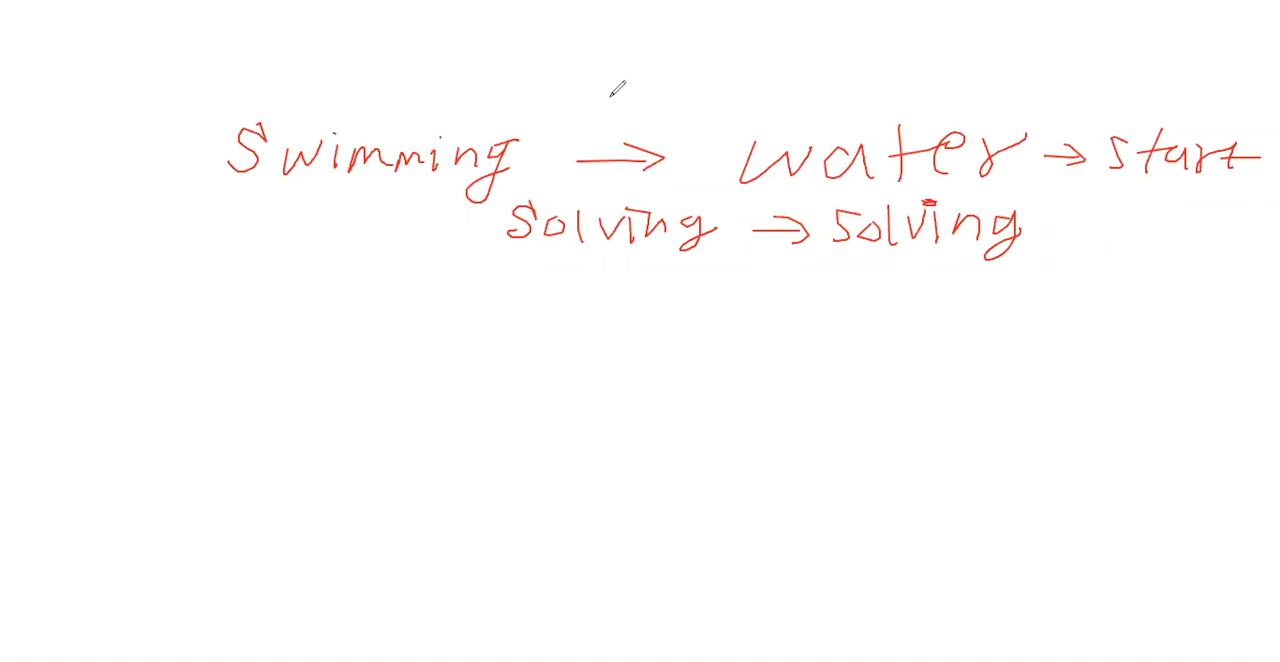 Swimming → water → start
Solving → Solving